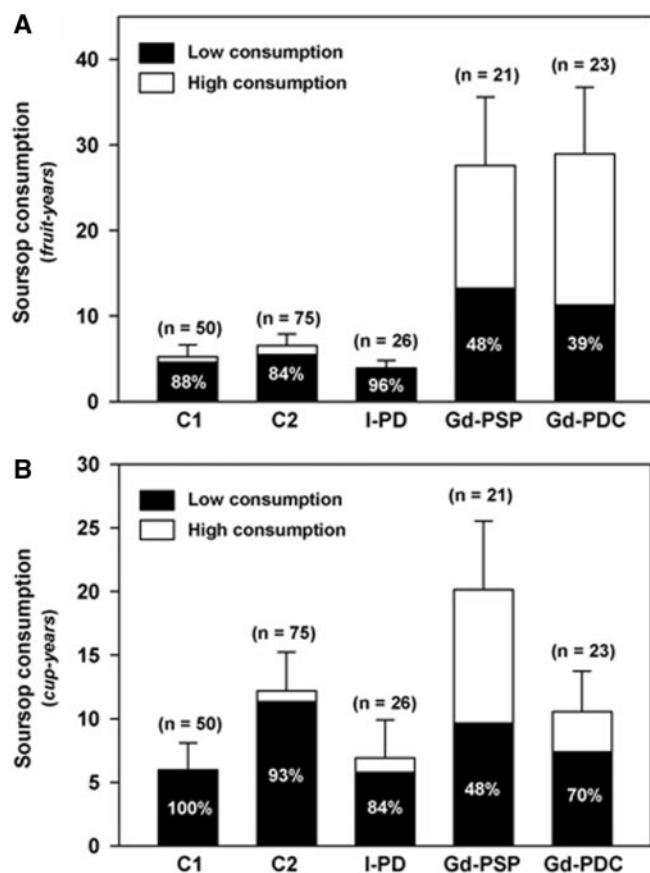 A
Low consumption
High consumption
(n = 21)
(n = 23)
(n = 50)
(n = 75)
(n = 26)
88%
84%
96%
48%
39%
40
30
20
10
0
Soursop consumption
(fruit-years)
C1 C2 I-PD Gd-PSP Gd-PDC
B
Low consumption
High consumption
(n = 21)
(n = 75)
(n = 23)
(n = 26)
(n = 50)
100%
93%
84%
48%
70%
30
25
20
15
10
5
0
Soursop consumption
(cup-years)
C1 C2 I-PD Gd-PSP Gd-PDC